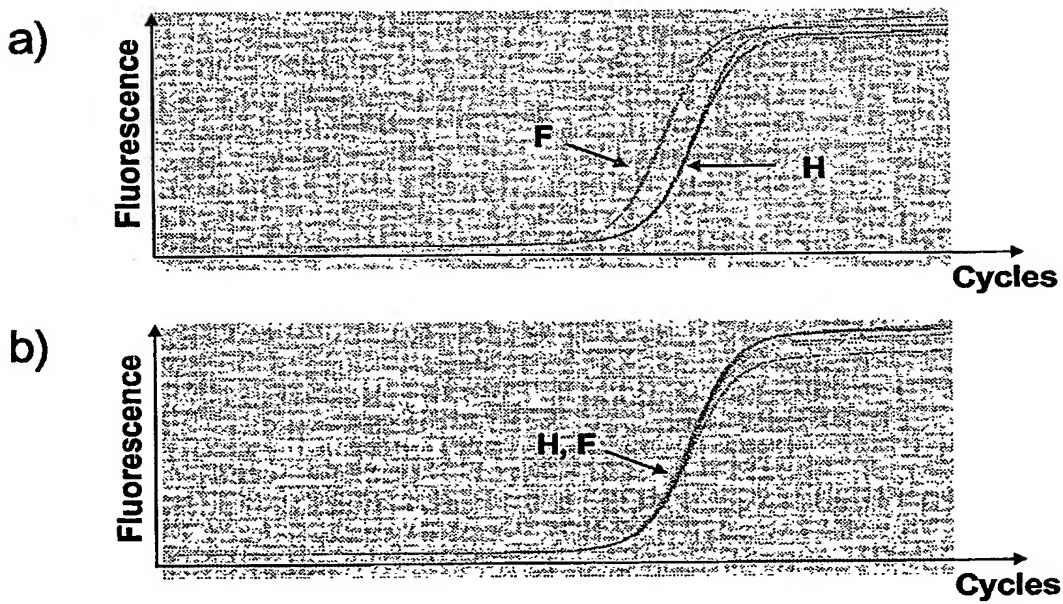 a)
Fluorescence
F
H
Cycles
b)
Fluorescence
H, F
Cycles